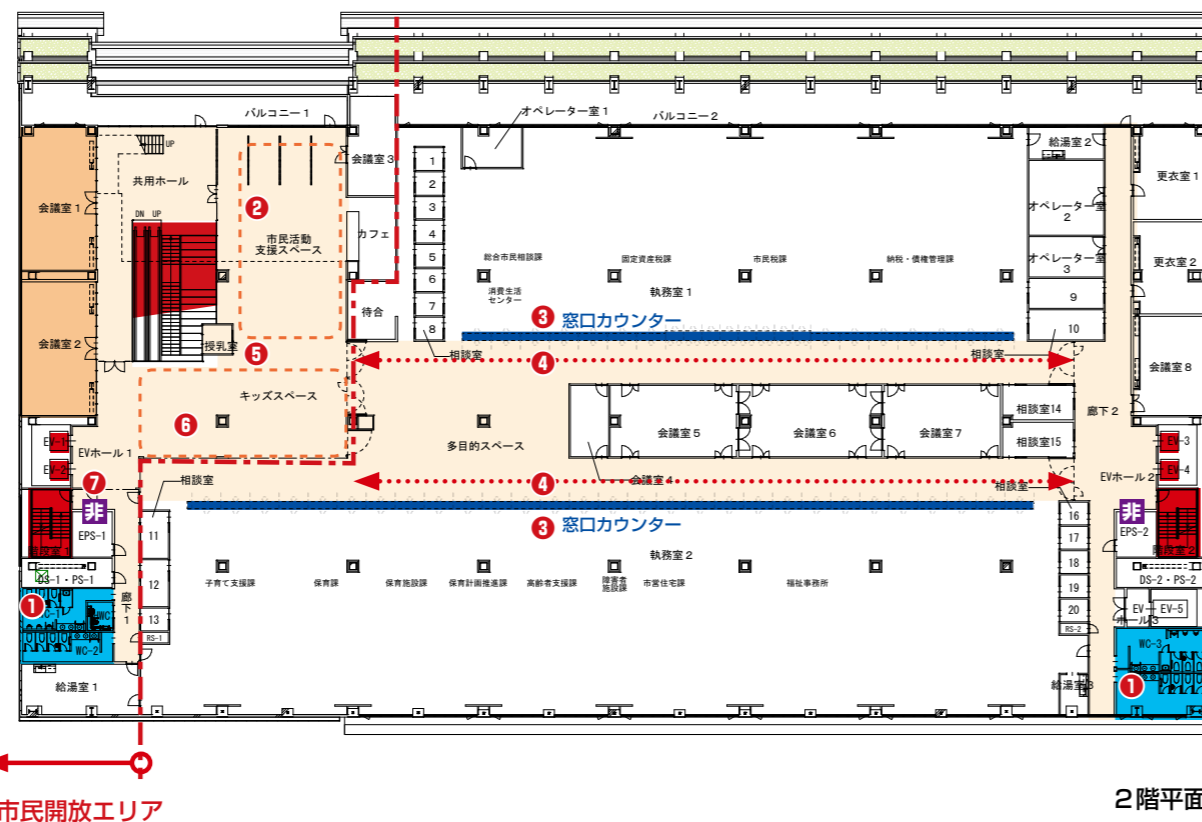 バルコニー1
オペレーター室1
バルコニー2
UP
共用ホール
会議室3
給湯室2
更衣室1
会議室1
❷
オペレーター室
2
DN UP
市民活動
支援スペース
カフェ
1
2
3
4
5
6
7
8
総合市民相談課
固定資産税課
市民税課
納税・債権管理課
オペレーター室
3
更衣室2
消費生活
センター
執務室1
9
待合
❸ 窓口カウンター
10
会議室2
授乳室
❺
相談室
❹
相談室
会議室8
キッズスペース
❻
相談室14
廊下2
EV-1
EVホール1
多目的スペース
会議室5
会議室6
会議室7
相談室15
EV-3
EV-2
EV-4
❼
相談室
❹
会議室4
相談室
EVホール2
非
❸ 窓口カウンター
非
EPS-1
11
16
EPS-2
17
執務室2
階段室2
DS-1・PS-1
12
子育て支援課
保育課
保育施設課
保育計画推進課
高齢者支援課
障害者
施設課
市営住宅課
福祉事務所
18
DS-2・PS-2
19
❶
WC-1
WC
廊下1
13
20
EV
ホール3
EV-5
RS-1
RS-2
WC-2
WC-3
給湯室1
給湯室3
❶
市民開放エリア
2階平面